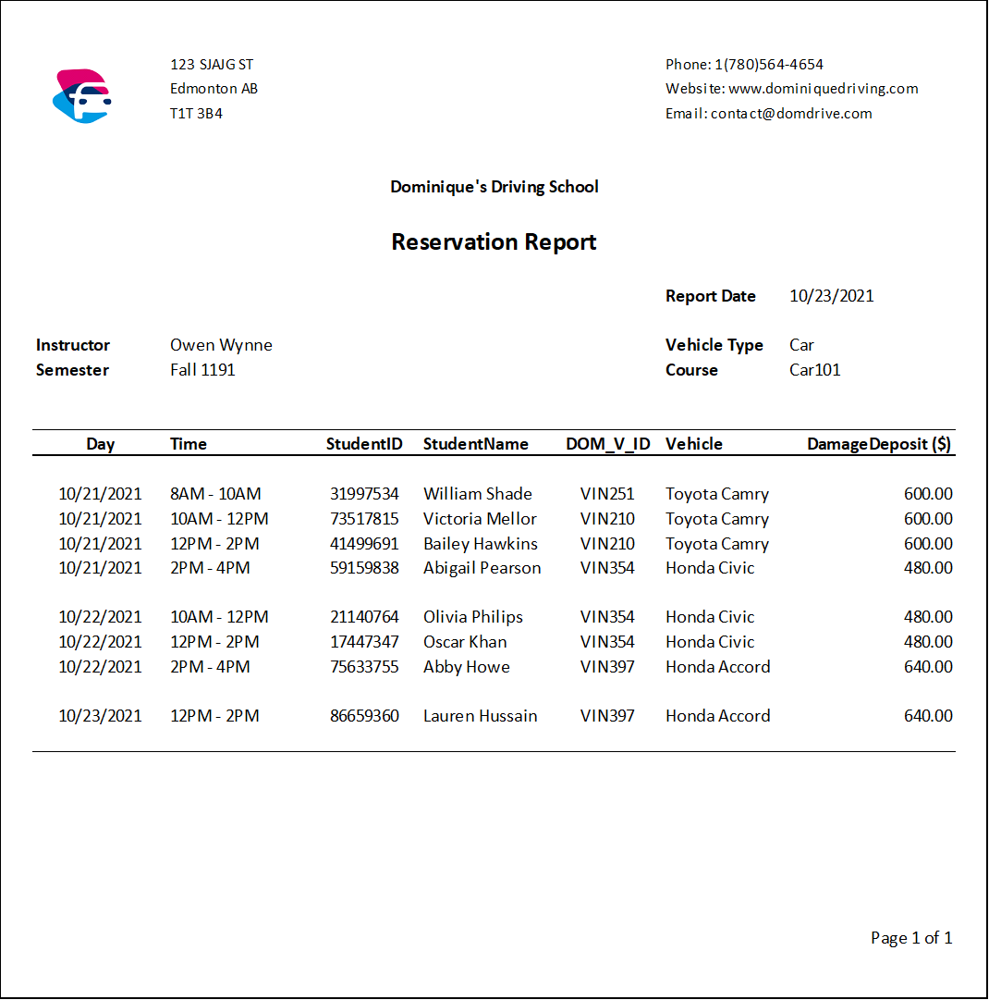 123 SJAJG ST Phone: 1(780)564-4654
Edmonton AB Website: www.dominiquedriving.com
T1T 3B4 Email: contact@domdrive.com
Dominique's Driving School
Reservation Report
Report Date 10/23/2021
Instructor Owen Wynne Vehicle Type Car
Semester Fall 1191 Course Car101
Day Time StudentID StudentName DOM_V_ID Vehicle DamageDeposit ($)
10/21/2021 8AM - 10AM 31997534 William Shade VIN251 Toyota Camry 600.00
10/21/2021 10AM - 12PM 73517815 Victoria Mellor VIN210 Toyota Camry 600.00
10/21/2021 12PM - 2PM 41499691 Bailey Hawkins VIN210 Toyota Camry 600.00
10/21/2021 2PM - 4PM 59159838 Abigail Pearson VIN354 Honda Civic 480.00
10/22/2021 10AM - 12PM 21140764 Olivia Philips VIN354 Honda Civic 480.00
10/22/2021 12PM - 2PM 17447347 Oscar Khan VIN354 Honda Civic 480.00
10/22/2021 2PM - 4PM 75633755 Abby Howe VIN397 Honda Accord 640.00
10/23/2021 12PM - 2PM 86659360 Lauren Hussain VIN397 Honda Accord 640.00
Page 1 of 1